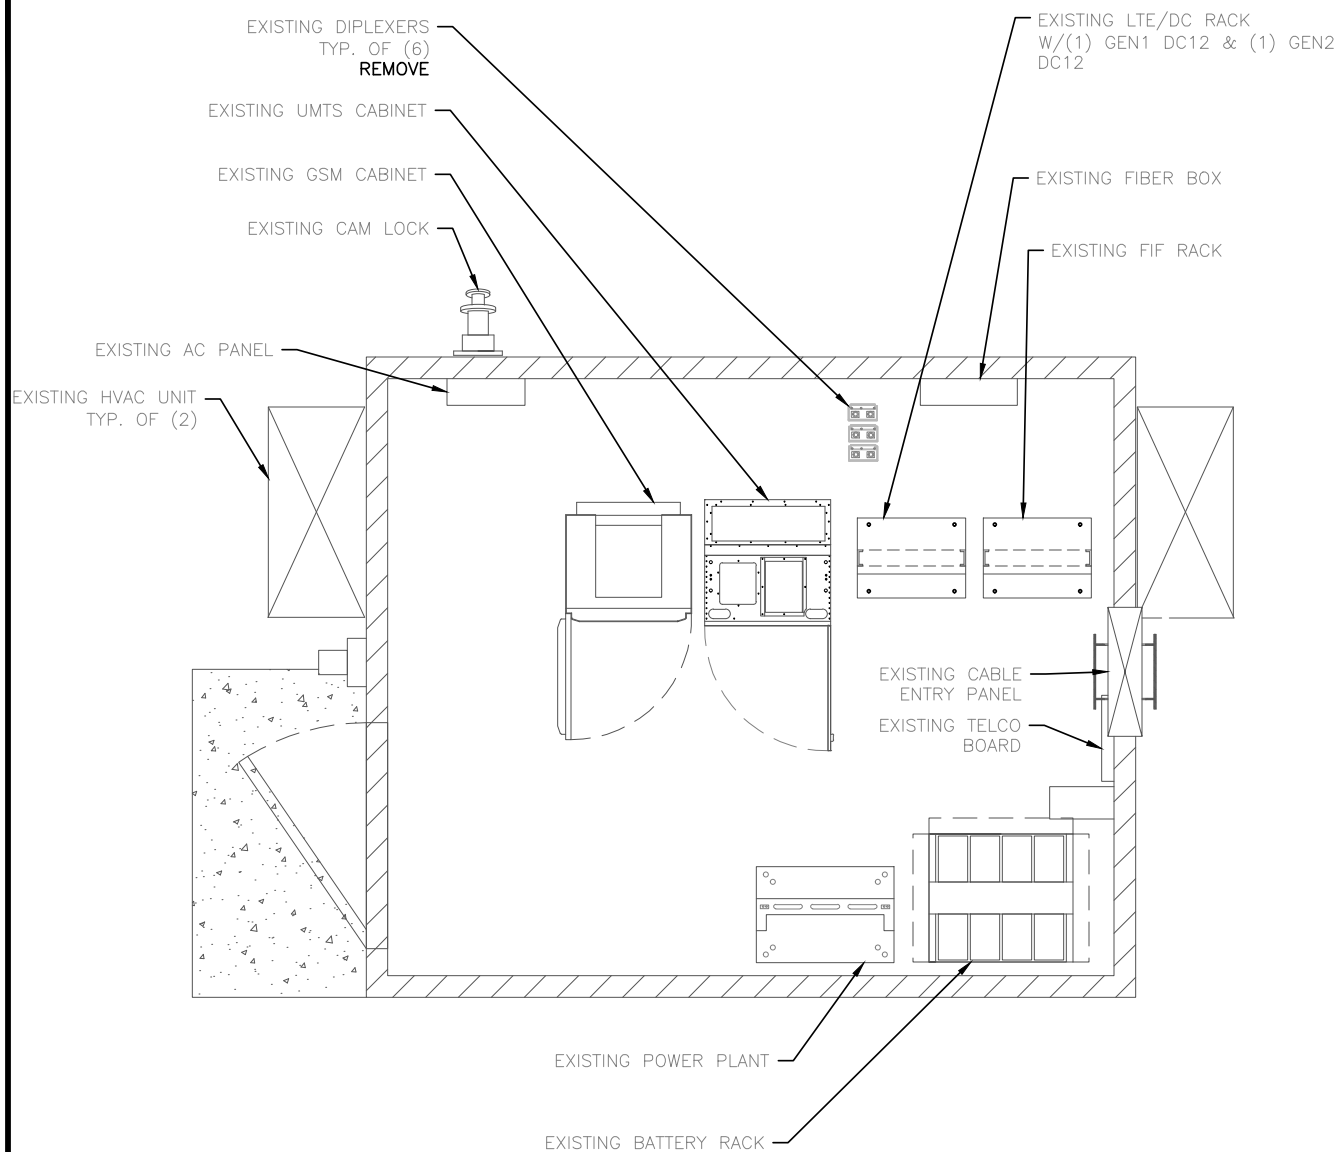 EXISTING DIPLEXERS
TYP. OF (6)
REMOVE
EXISTING LTE/DC RACK
W/(1) GEN1 DC12 & (1) GEN2
DC12
EXISTING UMTS CABINET
EXISTING GSM CABINET
EXISTING FIBER BOX
EXISTING CAM LOCK
EXISTING FIF RACK
EXISTING AC PANEL
EXISTING HVAC UNIT
TYP. OF (2)
EXISTING CABLE
ENTRY PANEL
EXISTING TELCO
BOARD
EXISTING POWER PLANT
EXISTING BATTERY RACK